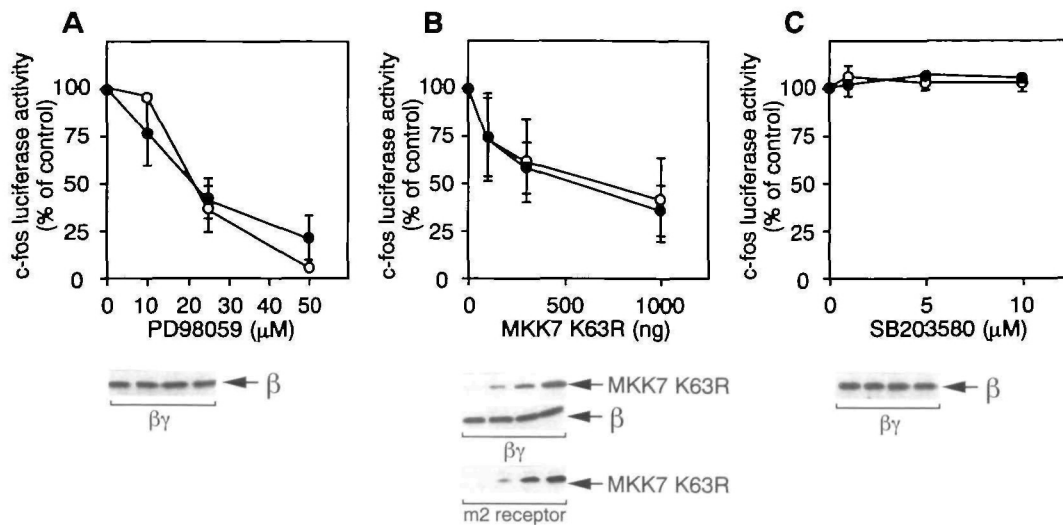 A
c-fos luciferase activity
(% of control)
100
75
50
25
0
0 10 20 30 40 50
PD98059 (μM)
β
βγ
B
c-fos luciferase activity
(% of control)
100
75
50
25
0
0 500 1000
MKK7 K63R (ng)
MKK7 K63R
β
βγ
MKK7 K63R
m2 receptor
C
c-fos luciferase activity
(% of control)
100
75
50
25
0
0 5 10
SB203580 (μM)
β
βγ